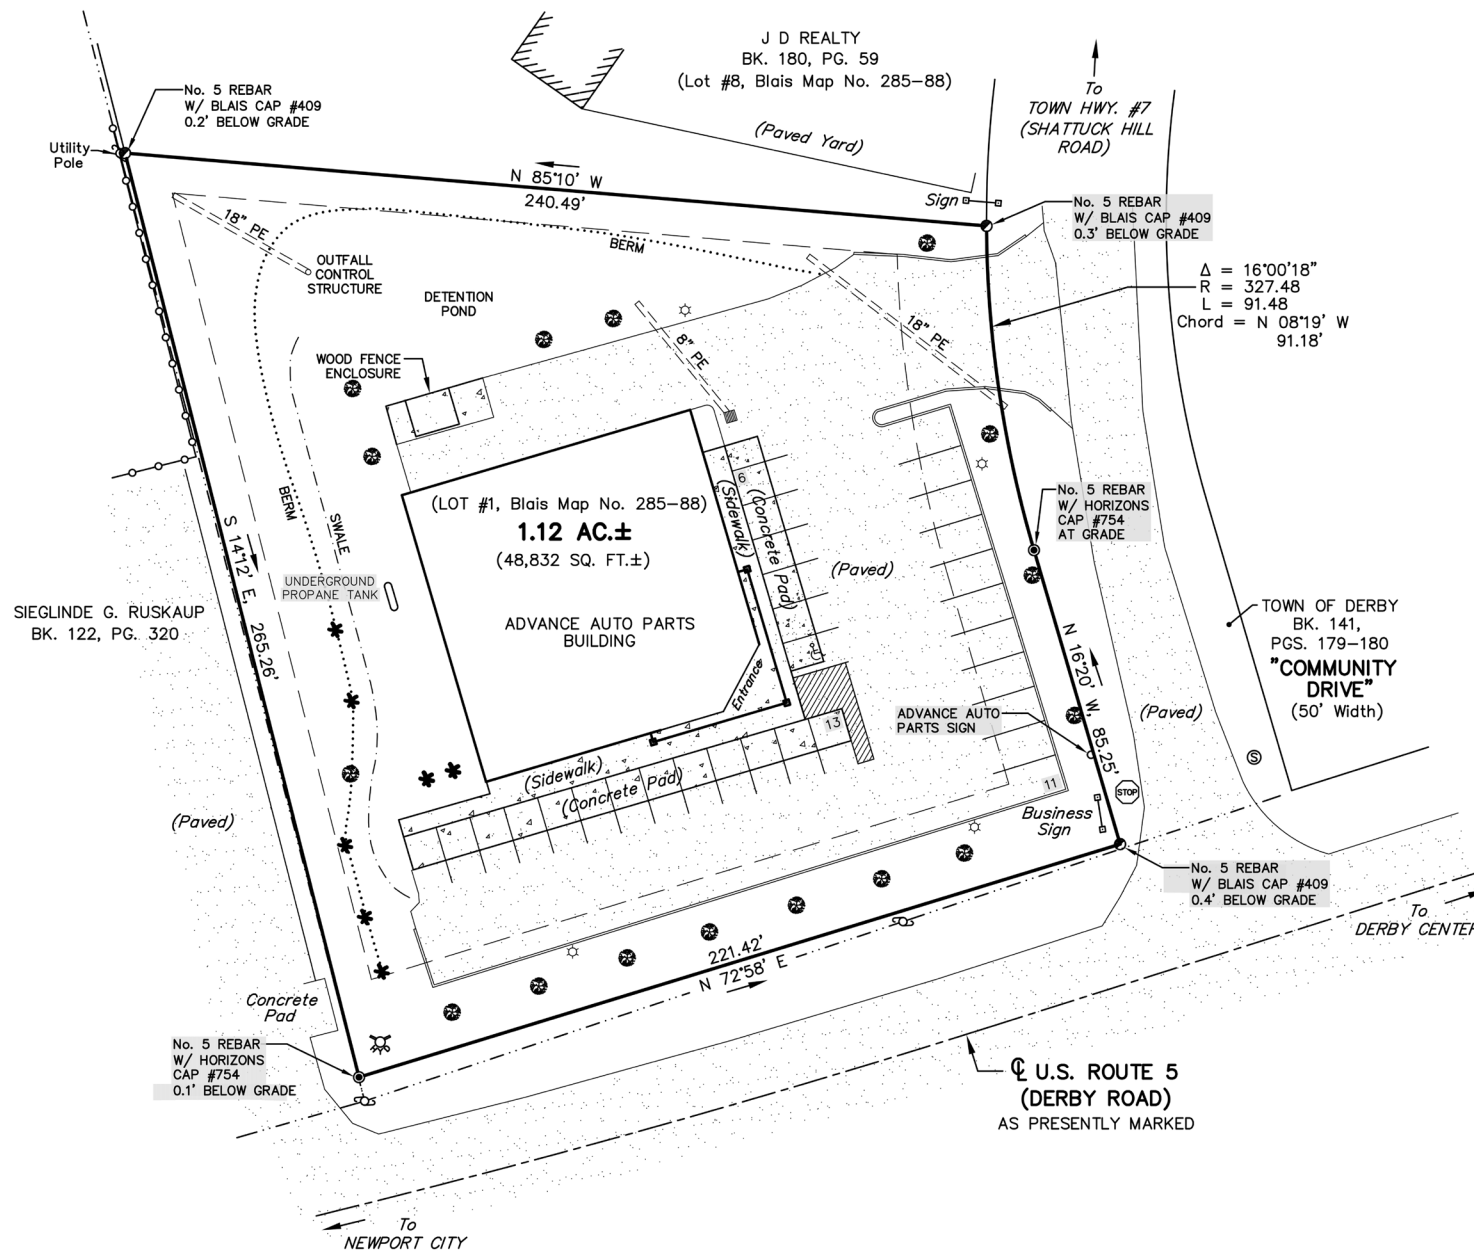 J D REALTY
BK. 180, PG. 59
(Lot #8, Blais Map No. 285-88)
To
TOWN HWY. #7
(SHATTUCK HILL
ROAD)
No. 5 REBAR
W/ BLAIS CAP #409
0.2' BELOW GRADE
Utility
Pole
(Paved Yard)
N 85°10' W
240.49'
Sign
No. 5 REBAR
W/ BLAIS CAP #409
0.3' BELOW GRADE
18" PE
BERM
OUTFALL
CONTROL
STRUCTURE
DETENTION
POND
Δ = 16°00'18"
R = 327.48
L = 91.48
Chord = N 08°19' W
91.18'
18" PE
8" PE
WOOD FENCE
ENCLOSURE
BERM
SWALE
(LOT #1, Blais Map No. 285-88)
1.12 AC.±
(48,832 SQ. FT.±)
9
(Sidewalk)
(Concrete Pad)
No. 5 REBAR
W/ HORIZONS
CAP #754
AT GRADE
(Paved)
S 14°12' E, 265.26'
UNDERGROUND
PROPANE TANK
SIEGLINDE G. RUSKAUP
BK. 122, PG. 320
ADVANCE AUTO PARTS
BUILDING
Entrance
N 16°20' W, 85.25'
TOWN OF DERBY
BK. 141,
PGS. 179-180
"COMMUNITY
DRIVE"
(50' Width)
ADVANCE AUTO
PARTS SIGN
13
(Paved)
S
(Sidewalk)
(Concrete Pad)
11
STOP
Business
Sign
(Paved)
No. 5 REBAR
W/ BLAIS CAP #409
0.4' BELOW GRADE
To
DERBY CENTER
221.42'
N 72°58' E
Concrete
Pad
No. 5 REBAR
W/ HORIZONS
CAP #754
0.1' BELOW GRADE
℄ U.S. ROUTE 5
(DERBY ROAD)
AS PRESENTLY MARKED
To
NEWPORT CITY